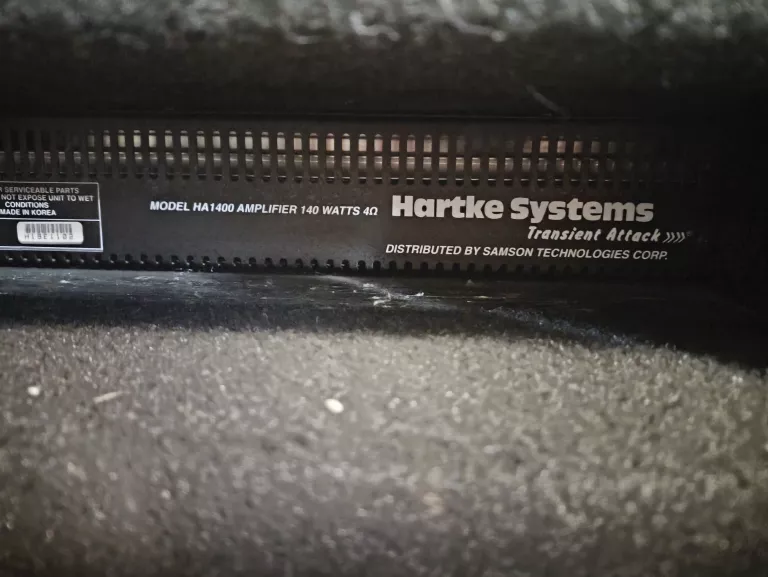 SERVICEABLE PARTS
NOT EXPOSE UNIT TO WET
CONDITIONS
MADE IN KOREA
MODEL HA1400 AMPLIFIER 140 WATTS 4Ω
Hartke Systems
Transient Attack »»®
DISTRIBUTED BY SAMSON TECHNOLOGIES CORP.